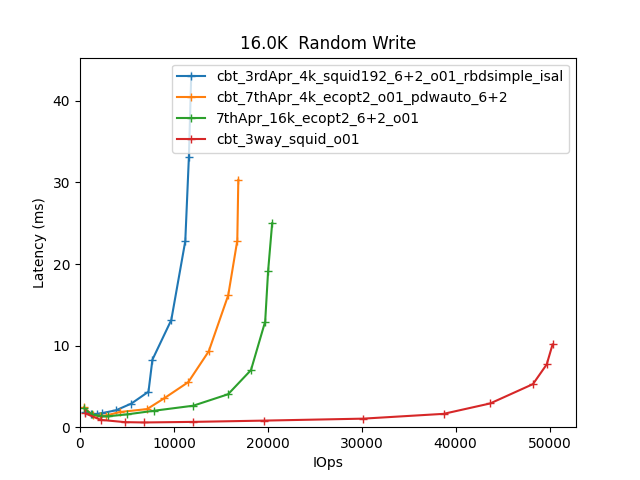 16.0K  Random Write
cbt_3rdApr_4k_squid192_6+2_o01_rbdsimple_isal
cbt_7thApr_4k_ecopt2_o01_pdwauto_6+2
7thApr_16k_ecopt2_6+2_o01
cbt_3way_squid_o01
Latency (ms)
40
30
20
10
0
0 10000 20000 30000 40000 50000
IOps